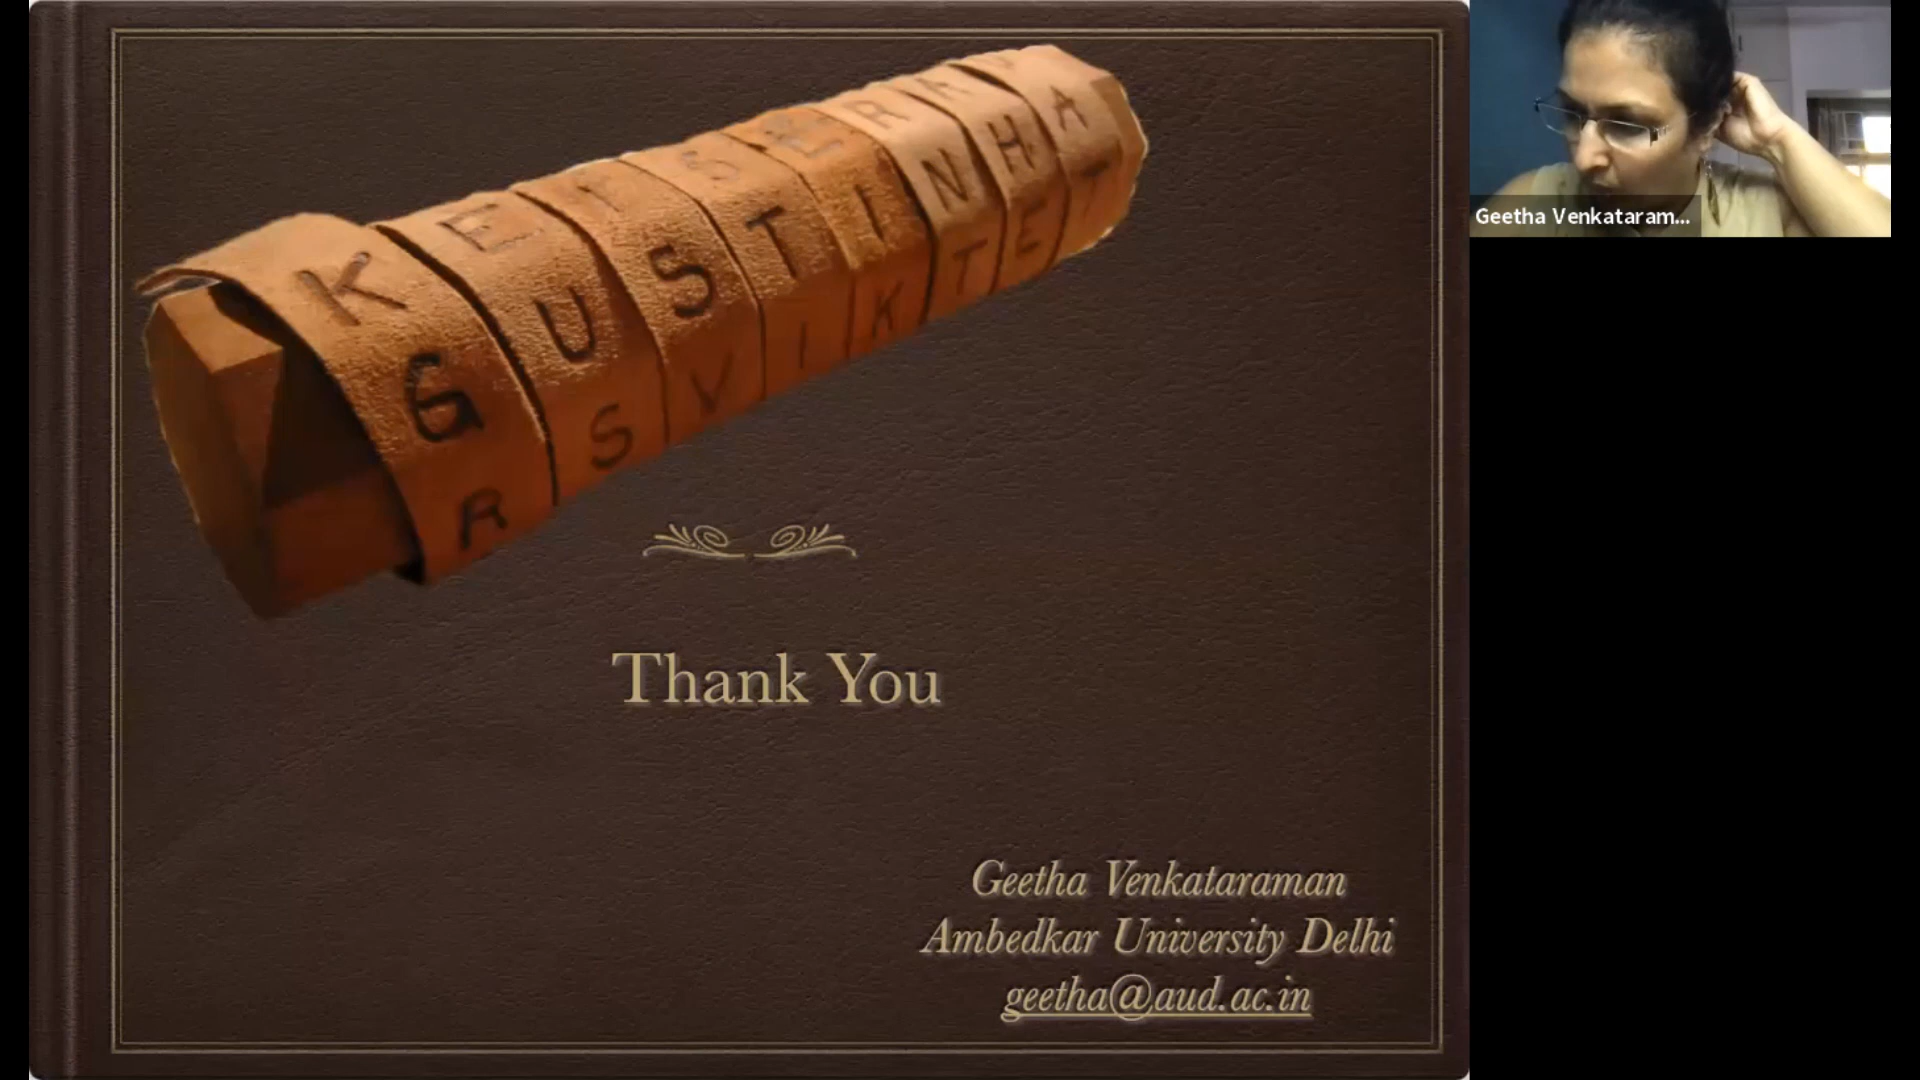 K E I S E R A
G U S T I N H A
R S V I K T E T
Thank You
Geetha Venkataraman
Ambedkar University Delhi
geetha@aud.ac.in
Geetha Venkataram...